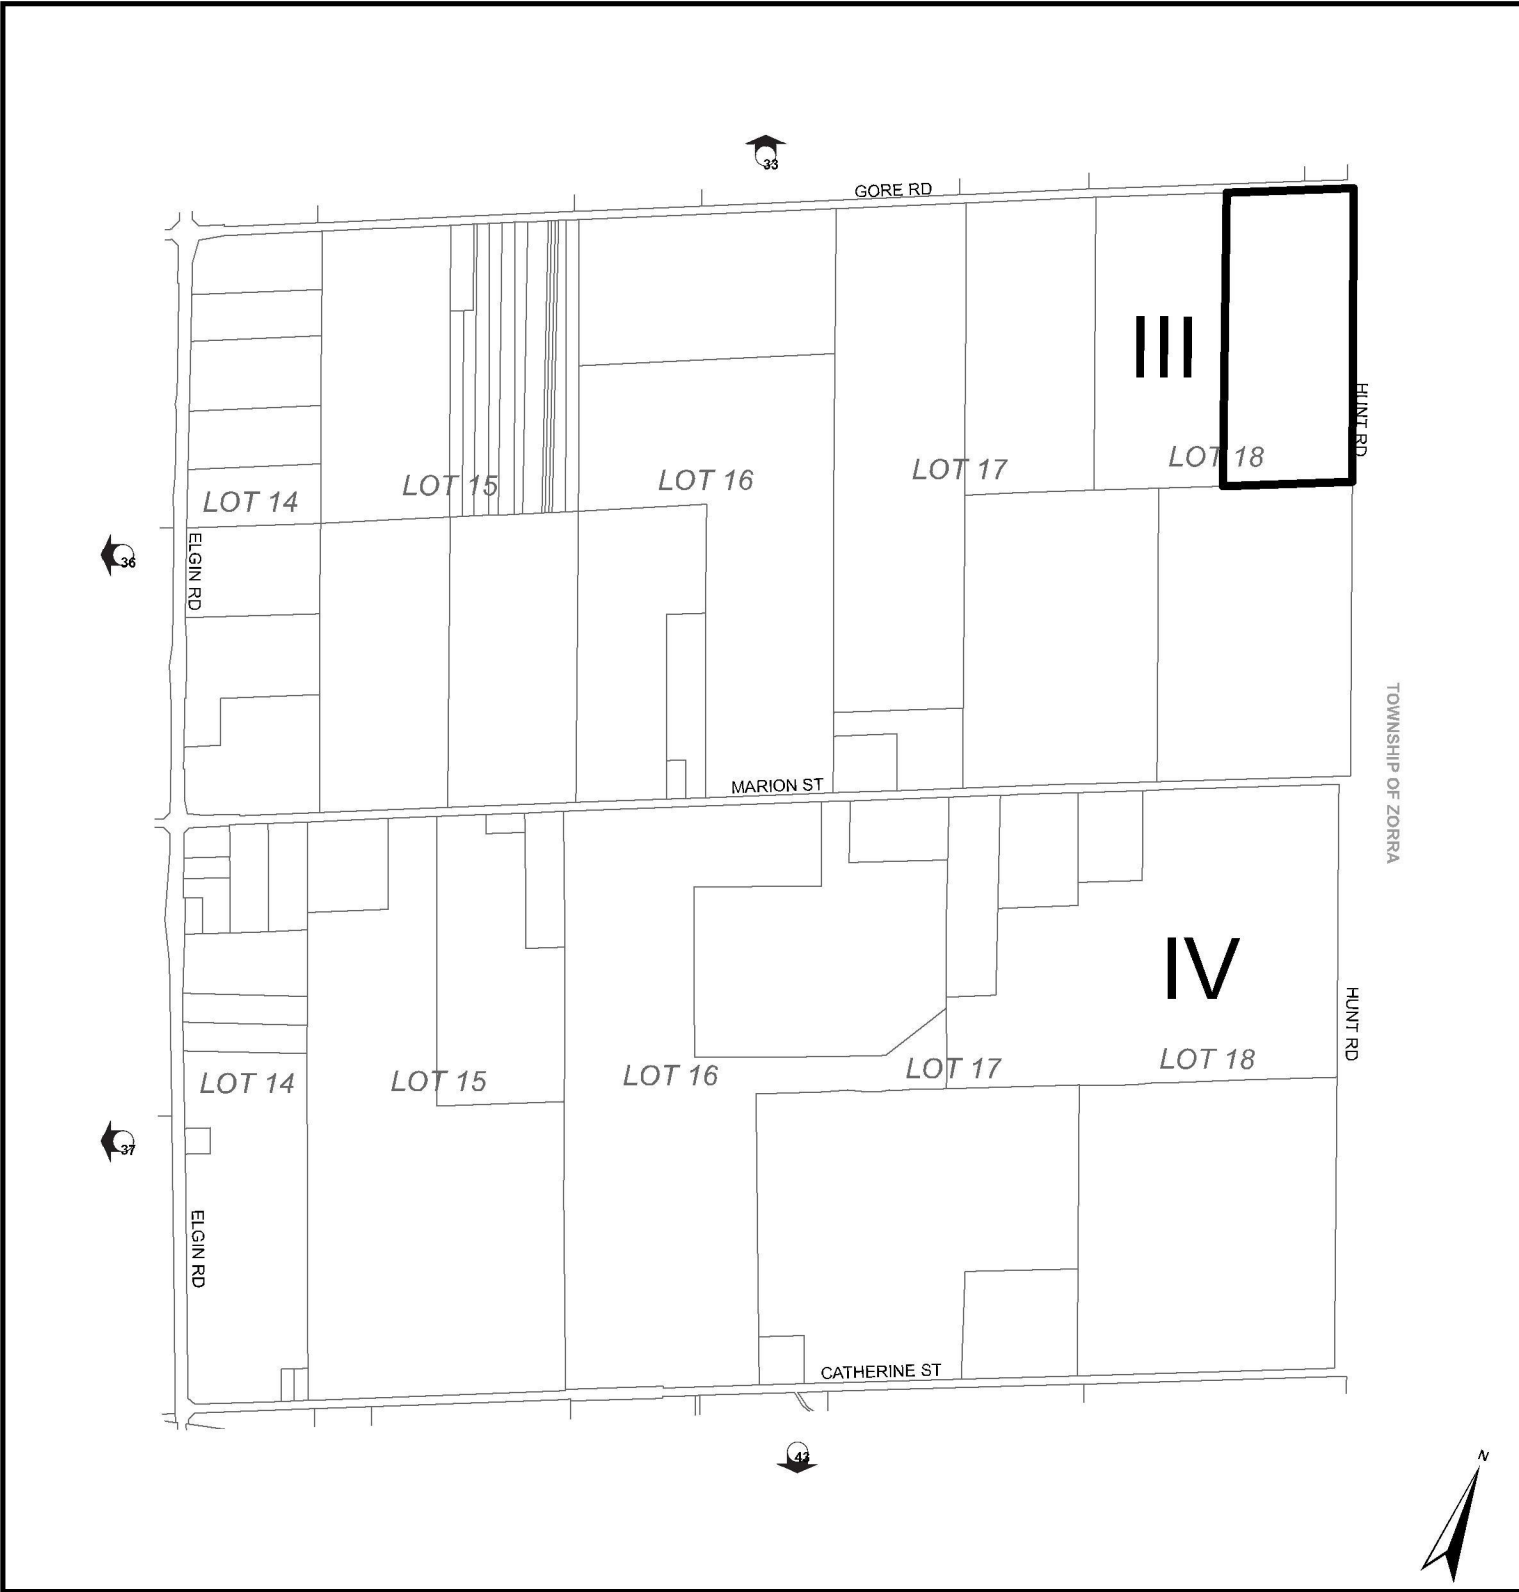 33
GORE RD
III
HUNT RD
LOT 18
LOT 17
LOT 16
LOT 15
LOT 14
ELGIN RD
36
TOWNSHIP OF ZORRA
MARION ST
IV
HUNT RD
LOT 14
LOT 15
LOT 16
LOT 17
LOT 18
37
ELGIN RD
CATHERINE ST
43
N